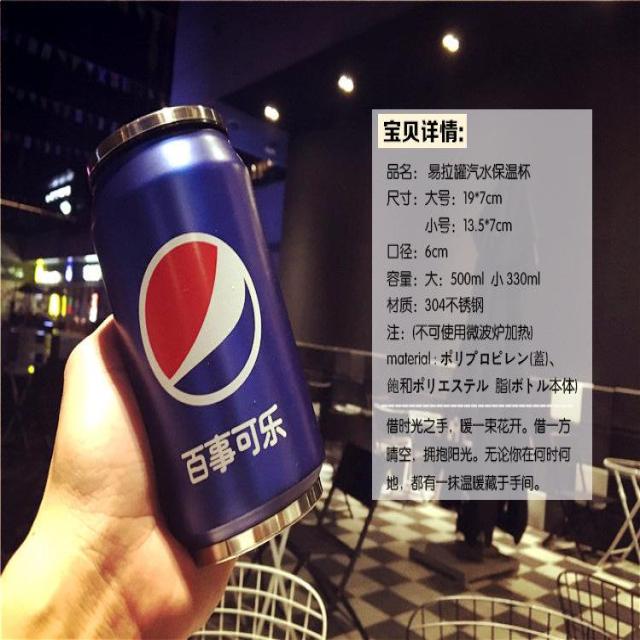 百事可乐
宝贝详情:
品名: 易拉罐汽水保温杯
尺寸: 大号: 19*7cm
小号: 13.5*7cm
口径: 6cm
容量: 大: 500ml 小 330ml
材质: 304不锈钢
注: (不可使用微波炉加热)
material : ポリプロピレン(蓋)、
飽和ポリエステル 脂(ボトル本体)
借时光之手, 暖一束花开。借一方
晴空, 拥抱阳光。无论你在何时何
地, 都有一抹温暖藏于手间。